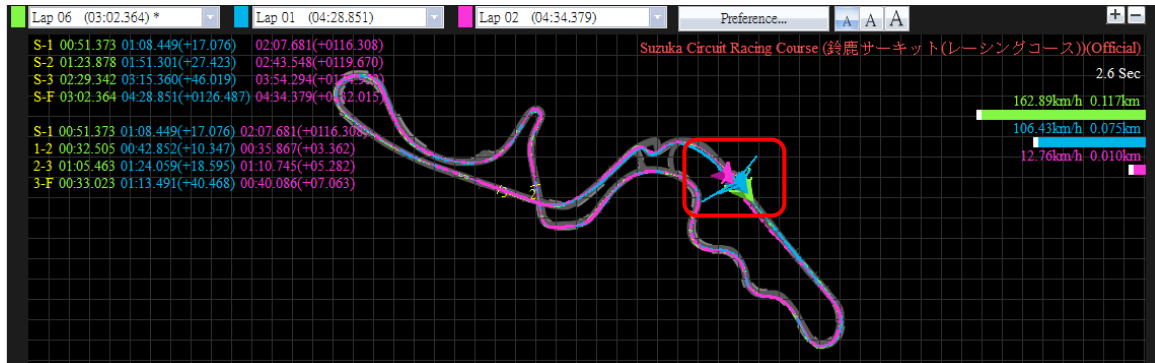 Lap 06 (03:02.364) *
Lap 01 (04:28.851)
Lap 02 (04:34.379)
Preference...
A A A
+ −
S-1 00:51.373 01:08.449(+17.076) 02:07.681(+0116.308)
S-2 01:23.878 01:51.301(+27.423) 02:43.548(+0119.670)
S-3 02:29.342 03:15.360(+46.019) 03:54.294
S-F 03:02.364 04:28.851(+0126.487) 04:34.379
S-1 00:51.373 01:08.449(+17.076) 02:07.681(+0116.308)
1-2 00:32.505 00:42.852(+10.347) 00:35.867(+03.362)
2-3 01:05.463 01:24.059(+18.595) 01:10.745(+05.282)
3-F 00:33.023 01:13.491(+40.468) 00:40.086(+07.063)
Suzuka Circuit Racing Course (鈴鹿サーキット(レーシングコース))(Official)
2.6 Sec
162.89km/h 0.117km
106.43km/h 0.075km
12.76km/h 0.010km
3
2